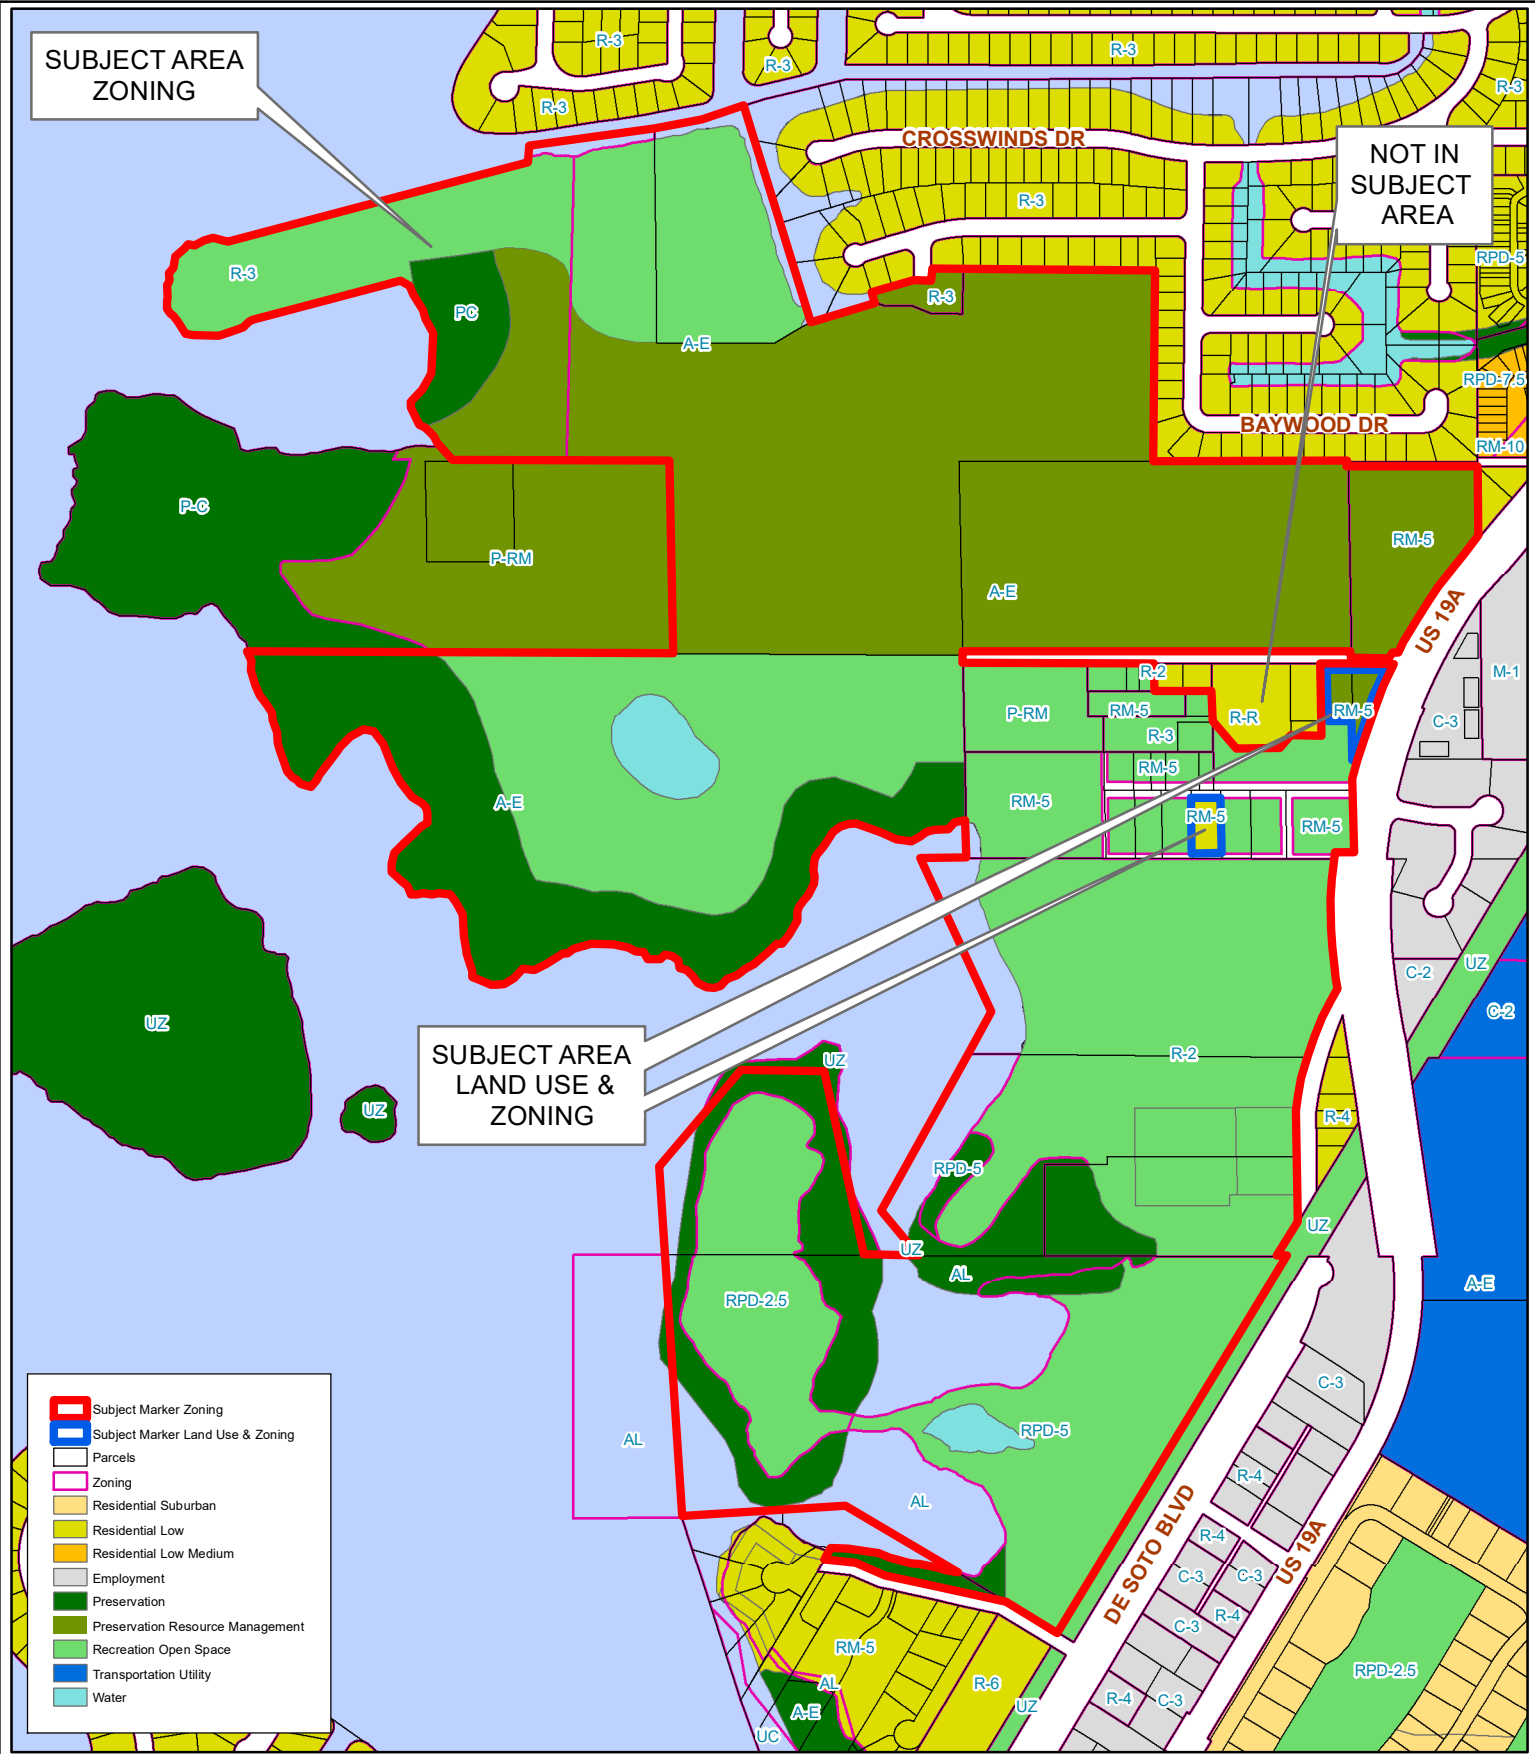 R-3
R-3
R-3
R-3
R-3
SUBJECT AREA
ZONING
CROSSWINDS DR
NOT IN
SUBJECT
AREA
R-3
R-3
RPD-5
R-3
PC
A-E
RPD-7.5
BAYWOOD DR
RM-10
P-C
P-RM
RM-5
A-E
US 19A
R-2
M-1
P-RM
RM-5
R-R
RM-5
C-3
R-3
RM-5
A-E
RM-5
RM-5
RM-5
C-2
UZ
C-2
UZ
SUBJECT AREA
LAND USE &
ZONING
UZ
R-2
UZ
R-4
RPD-5
UZ
UZ
AL
A-E
RPD-2.5
C-3
AL
RPD-5
R-4
AL
DE SOTO BLVD
US 19A
R-4
C-3
C-3
R-4
C-3
RM-5
RPD-2.5
AL
R-6
R-4
C-3
A-E
UZ
UC
Subject Marker Zoning
Subject Marker Land Use & Zoning
Parcels
Zoning
Residential Suburban
Residential Low
Residential Low Medium
Employment
Preservation
Preservation Resource Management
Recreation Open Space
Transportation Utility
Water